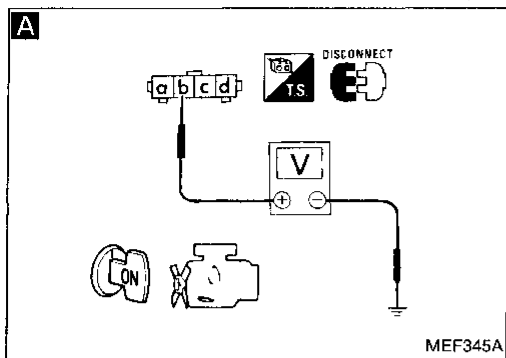 A
DISCONNECT
a b c d
T.S.
V
+ −
ON
MEF345A